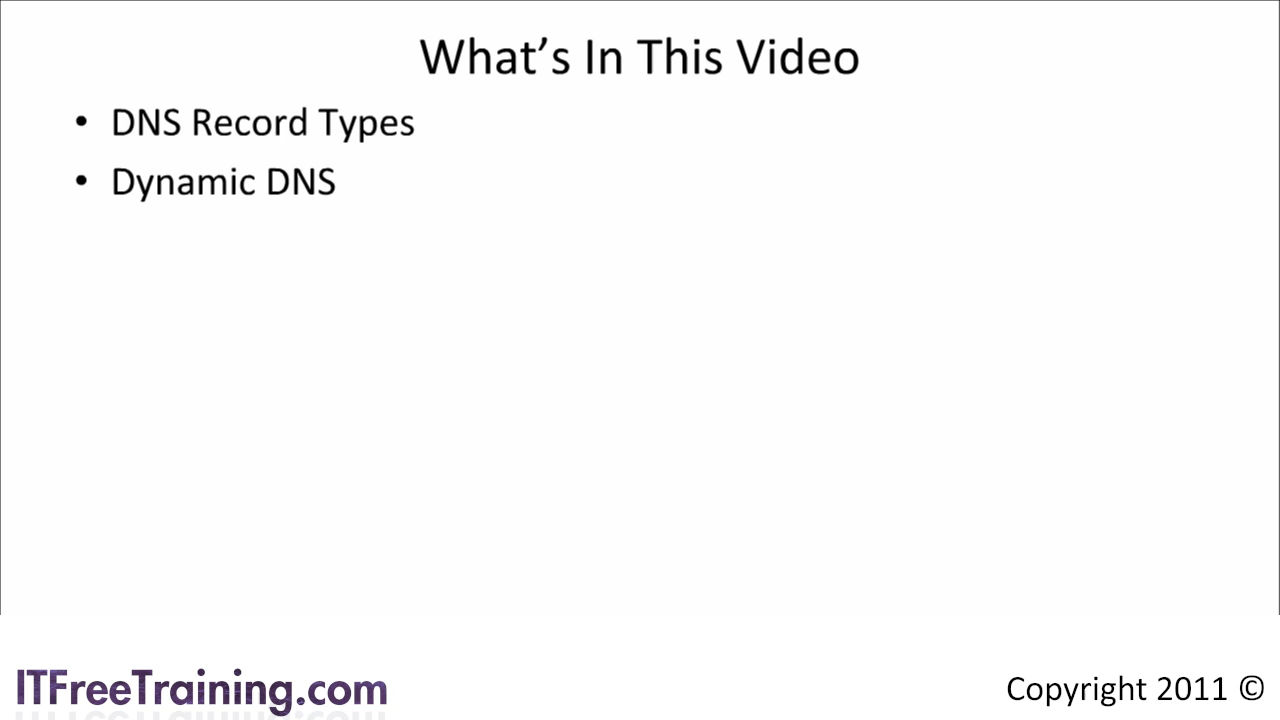 What's In This Video
• DNS Record Types
• Dynamic DNS
ITFreeTraining.com
Copyright 2011 ©